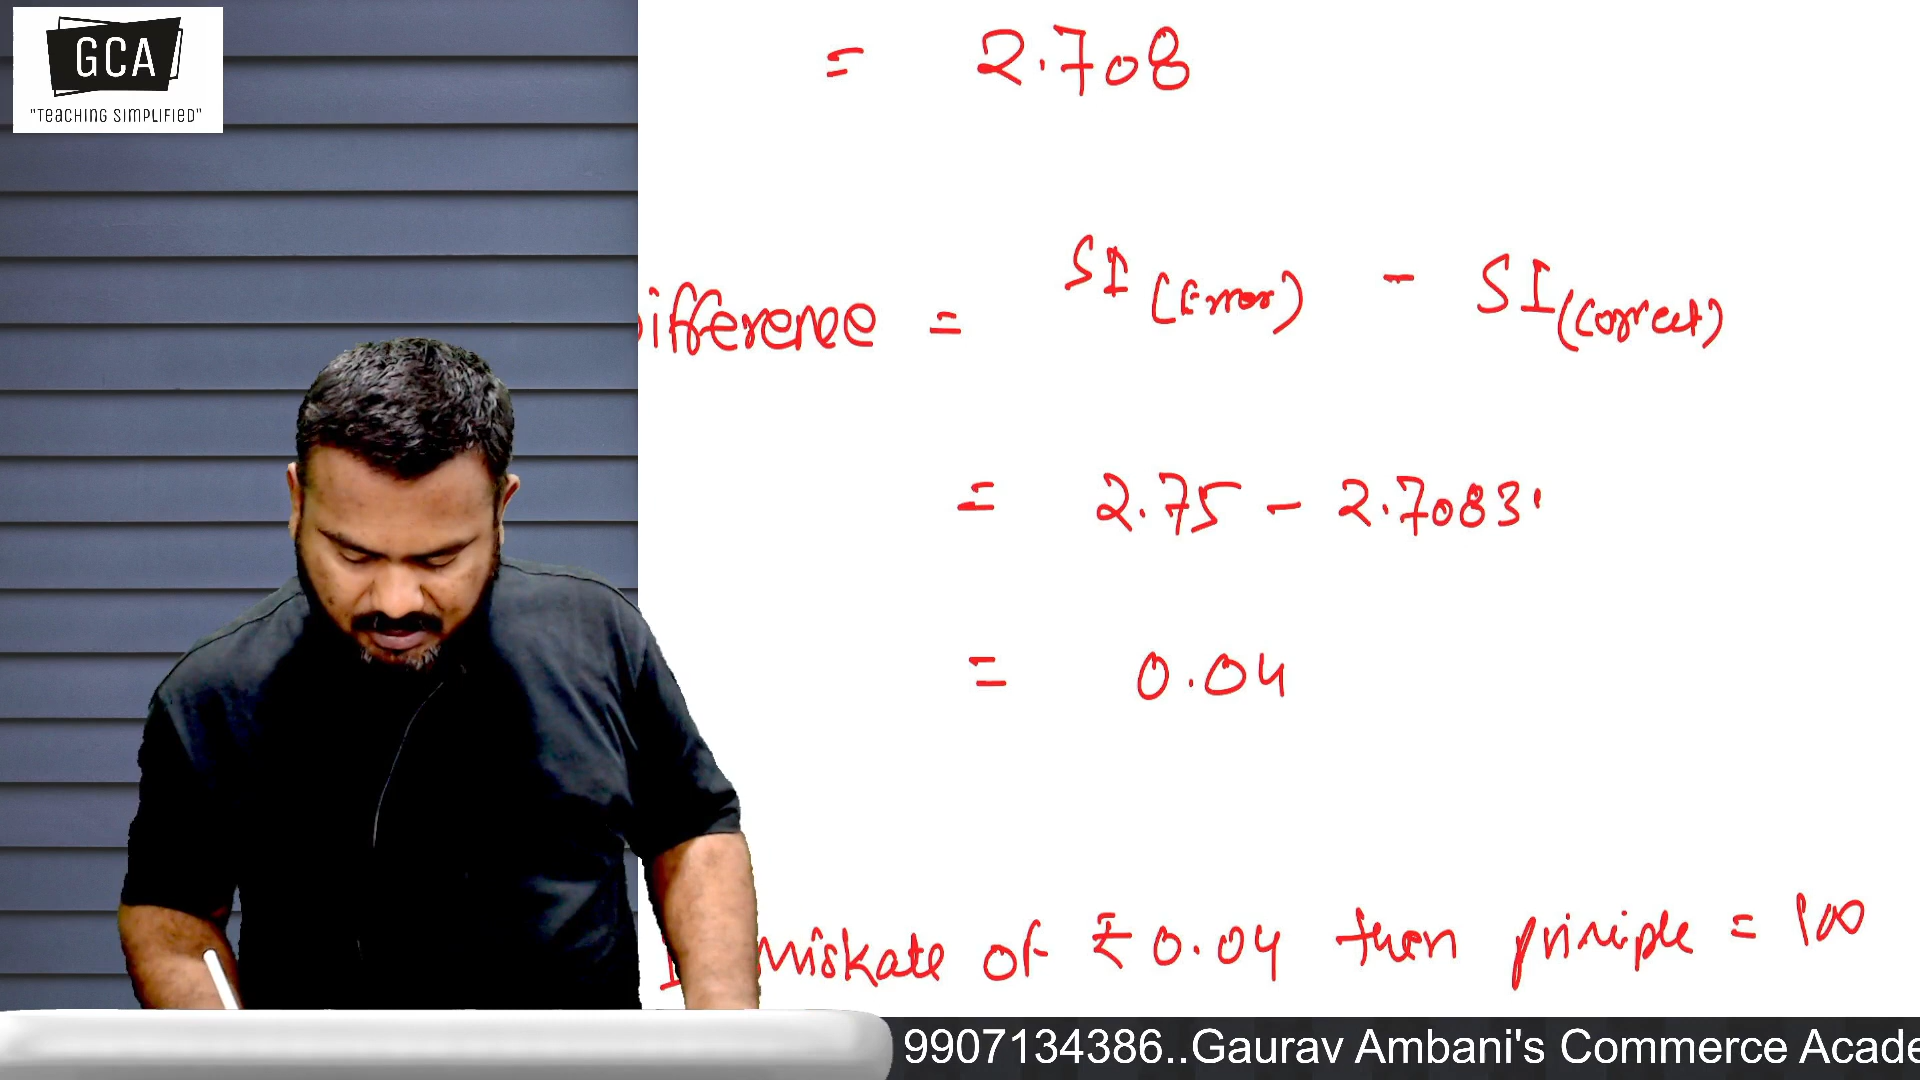 GCA
"TEACHING SIMPLIFIED"
= 2.708
ifference = SI (Error) - SI (Correct)
= 2.75 - 2.7083
= 0.04
miskate of ₹ 0.04 then priniple = 100
9907134386..Gaurav Ambani's Commerce Acade